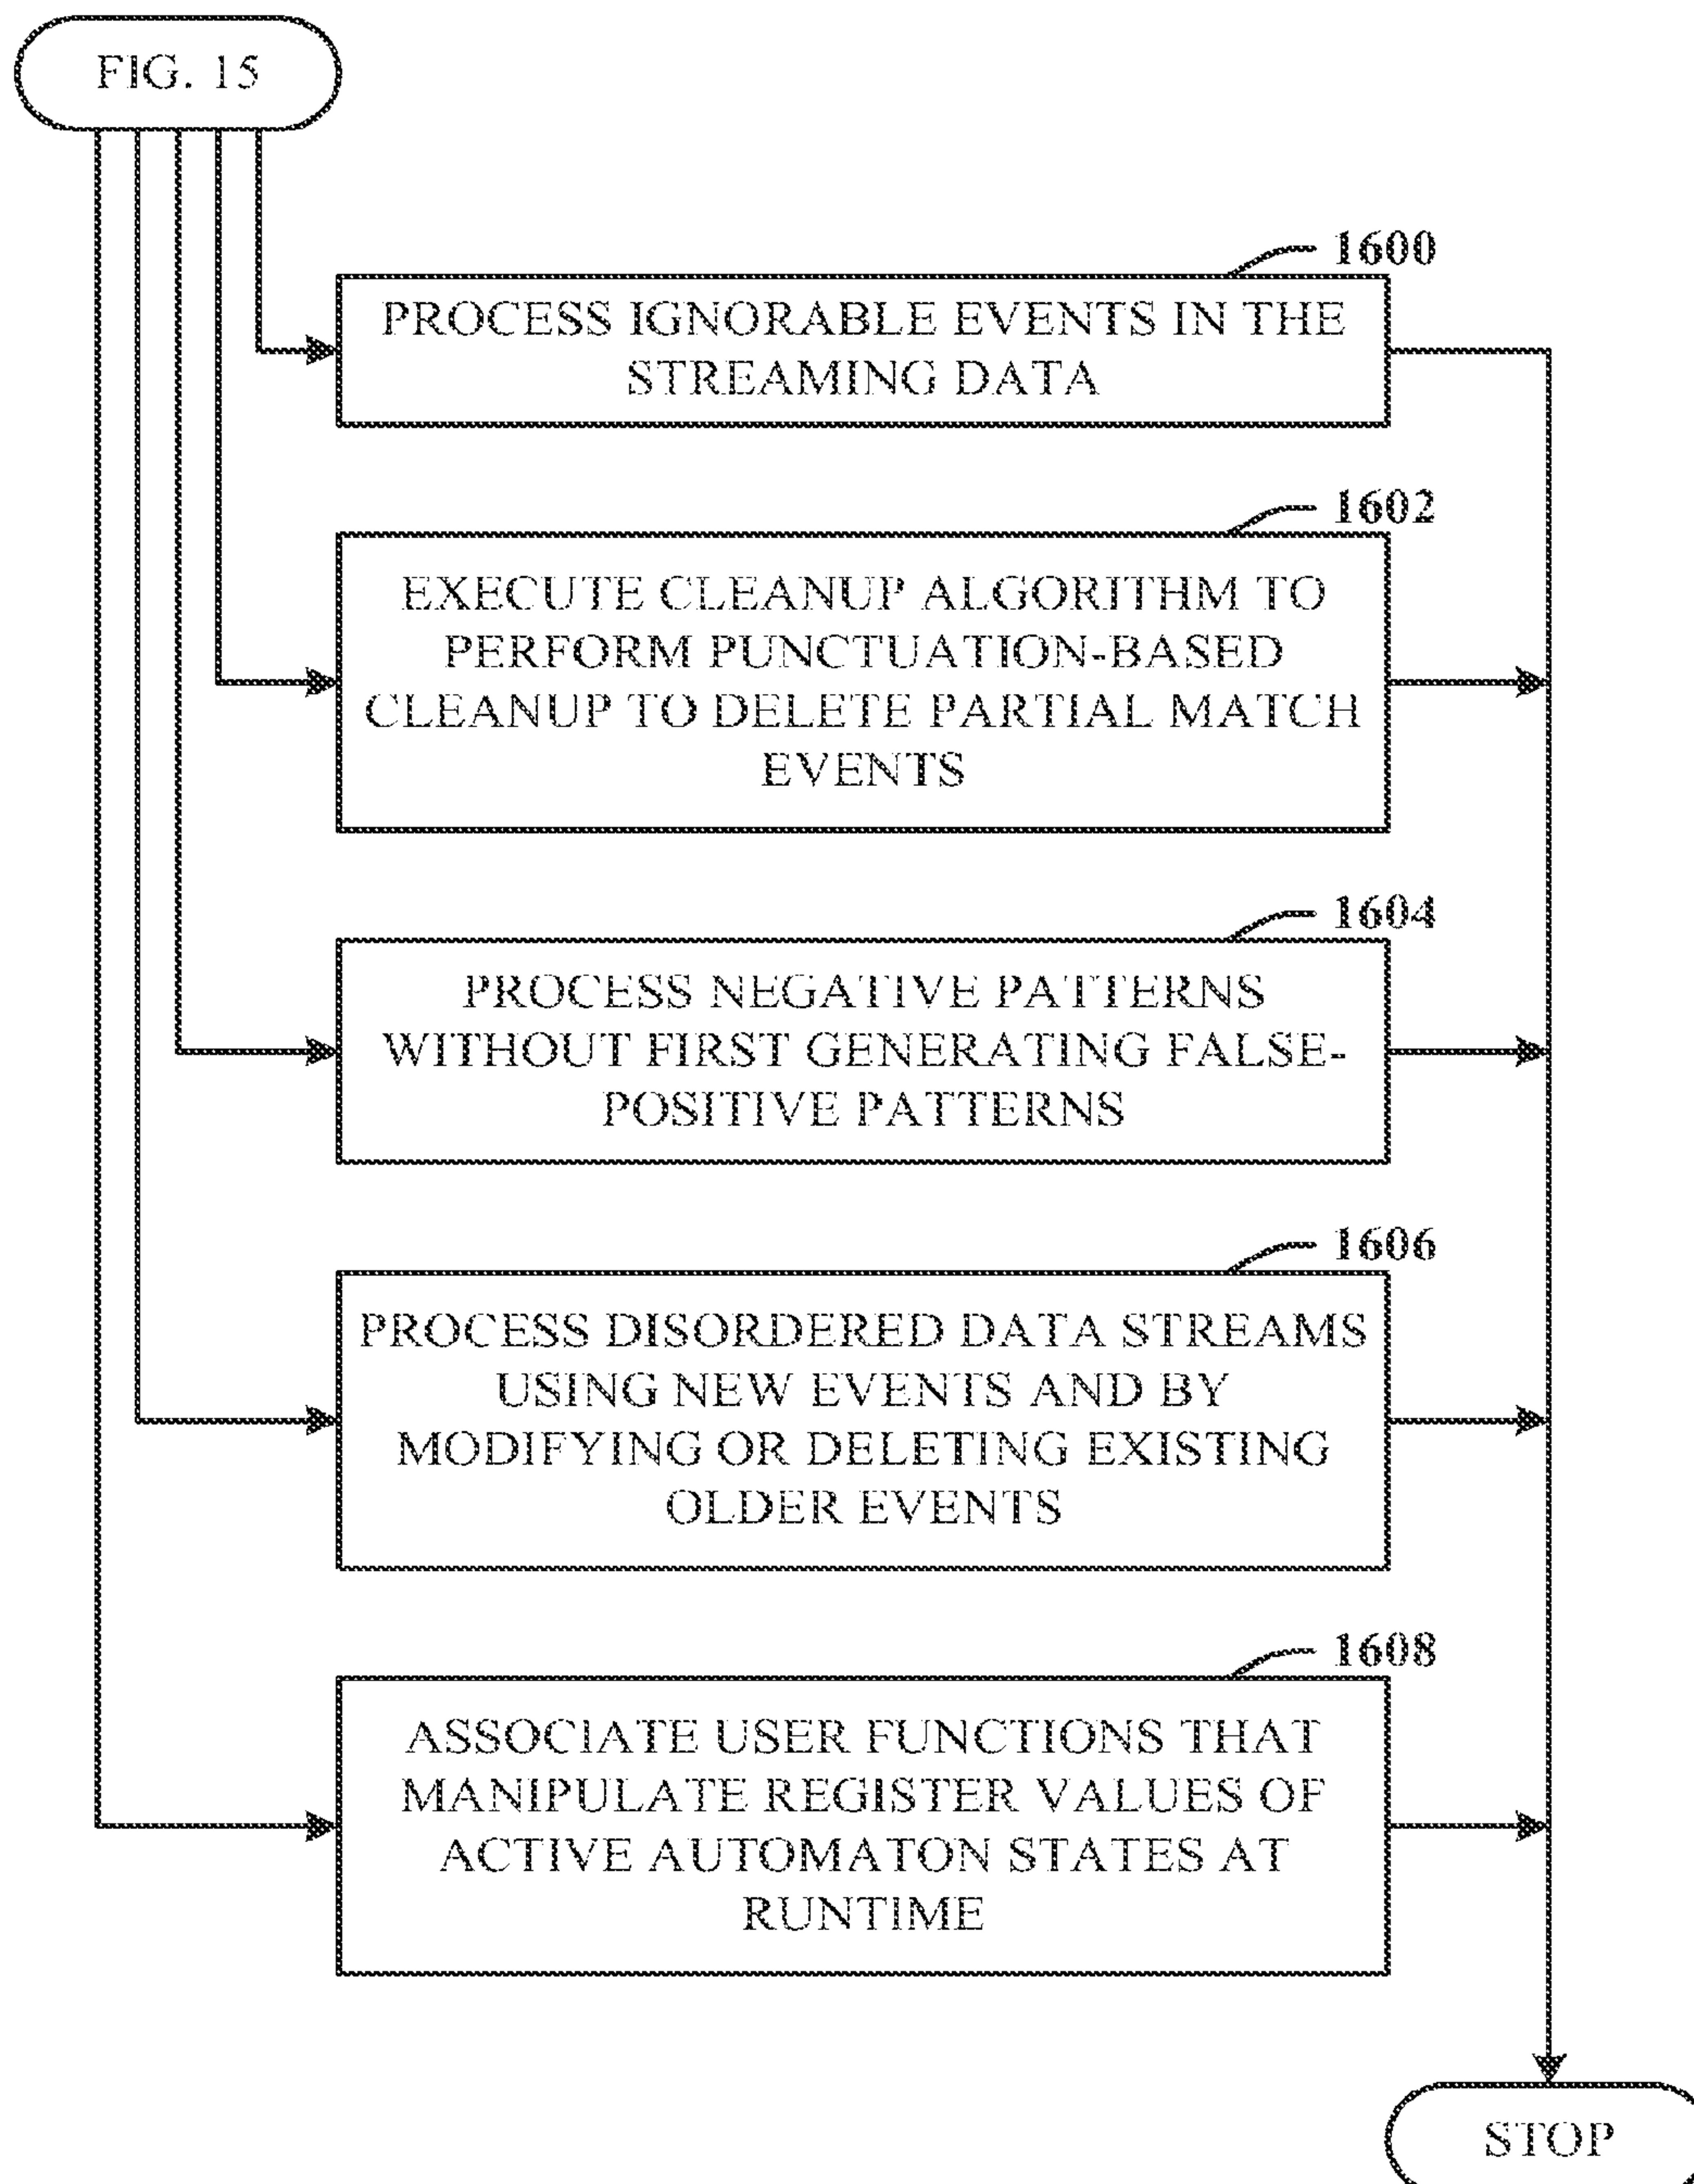 FIG. 15
1600
PROCESS IGNORABLE EVENTS IN THE
STREAMING DATA
1602
EXECUTE CLEANUP ALGORITHM TO
PERFORM PUNCTUATION-BASED
CLEANUP TO DELETE PARTIAL MATCH
EVENTS
1604
PROCESS NEGATIVE PATTERNS
WITHOUT FIRST GENERATING FALSE-
POSITIVE PATTERNS
1606
PROCESS DISORDERED DATA STREAMS
USING NEW EVENTS AND BY
MODIFYING OR DELETING EXISTING
OLDER EVENTS
1608
ASSOCIATE USER FUNCTIONS THAT
MANIPULATE REGISTER VALUES OF
ACTIVE AUTOMATON STATES AT
RUNTIME
STOP